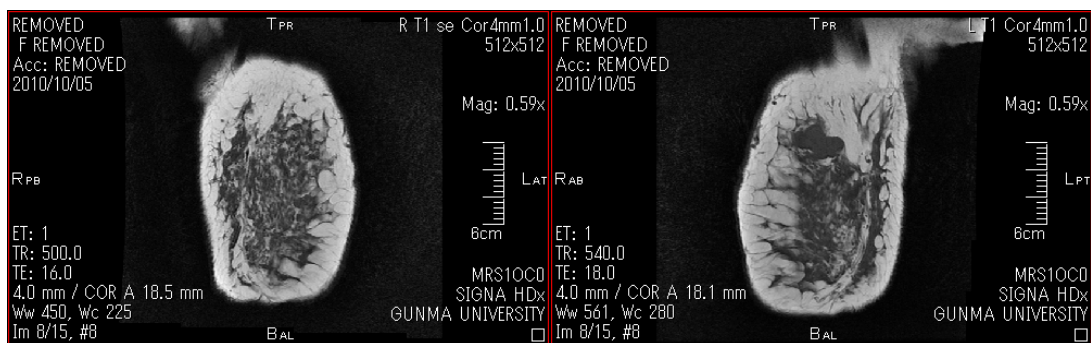 REMOVED
F REMOVED
Acc: REMOVED
2010/10/05
TPR
R T1 se Cor4mm1.0
512x512
Mag: 0.59x
RPB
LAT
6cm
ET: 1
TR: 500.0
TE: 16.0
4.0 mm / COR A 18.5 mm
Ww 450, Wc 225
Im 8/15, #8
BAL
MRS1OC0
SIGNA HDx
GUNMA UNIVERSITY
REMOVED
F REMOVED
Acc: REMOVED
2010/10/05
TPR
L T1 se Cor4mm1.0
512x512
Mag: 0.59x
RAB
LPT
6cm
ET: 1
TR: 540.0
TE: 18.0
4.0 mm / COR A 18.1 mm
Ww 561, Wc 280
Im 8/15, #8
BAL
MRS1OC0
SIGNA HDx
GUNMA UNIVERSITY